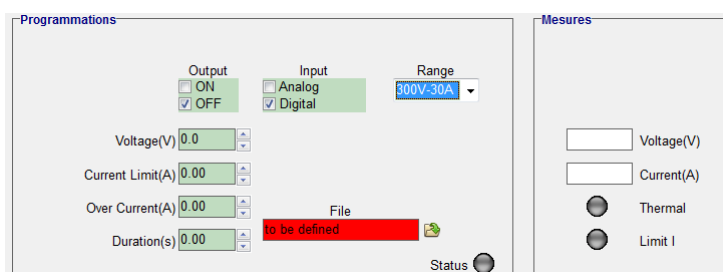 Programmations
Output Input Range
ON Analog 300V-30A
OFF Digital
Voltage(V) 0.0
Current Limit(A) 0.00
Over Current(A) 0.00
File
Duration(s) 0.00 to be defined
Status
Mesures
Voltage(V)
Current(A)
Thermal
Limit I